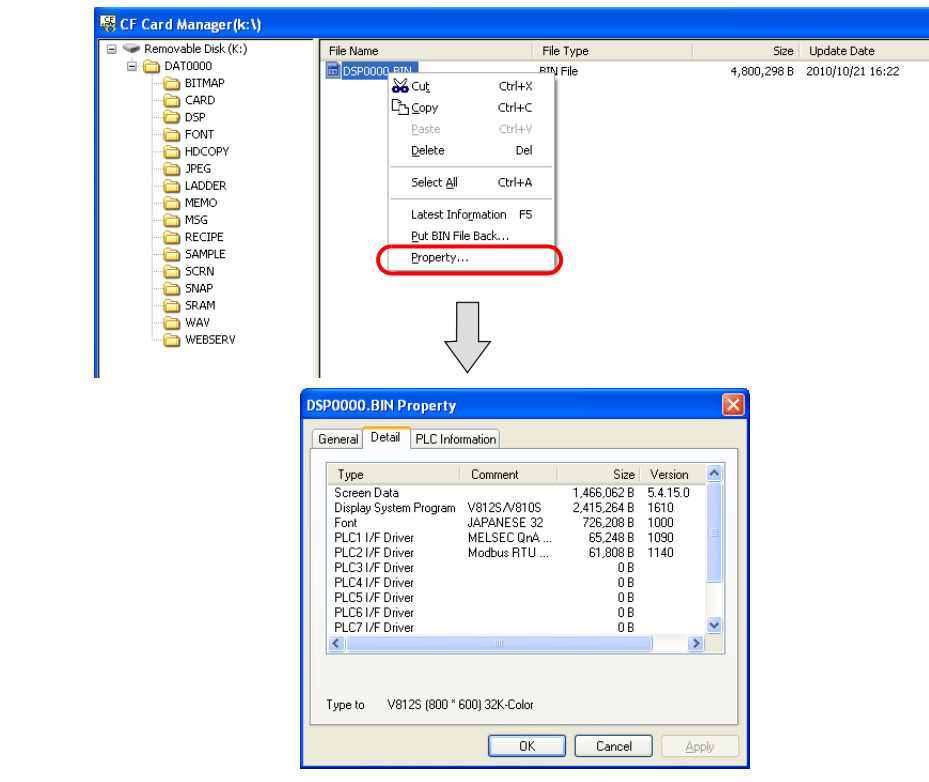 CF Card Manager(k:\)
Removable Disk (K:)
DAT0000
BITMAP
CARD
DSP
FONT
HDCOPY
JPEG
LADDER
MEMO
MSG
RECIPE
SAMPLE
SCRN
SNAP
SRAM
WAV
WEBSERV
File Name File Type Size Update Date
DSP0000.BIN BIN File 4,800,298 B 2010/10/21 16:22
Cut Ctrl+X
Copy Ctrl+C
Paste Ctrl+V
Delete Del
Select All Ctrl+A
Latest Information F5
Put BIN File Back...
Property...
DSP0000.BIN Property
General Detail PLC Information
Type Comment Size Version
Screen Data 1,466,062 B 5.4.15.0
Display System Program V812S/V810S 2,415,264 B 1610
Font JAPANESE 32 726,208 B 1000
PLC1 I/F Driver MELSEC QnA ... 65,248 B 1090
PLC2 I/F Driver Modbus RTU ... 61,808 B 1140
PLC3 I/F Driver 0 B
PLC4 I/F Driver 0 B
PLC5 I/F Driver 0 B
PLC6 I/F Driver 0 B
PLC7 I/F Driver 0 B
Type to V812S (800 * 600) 32K-Color
OK Cancel Apply